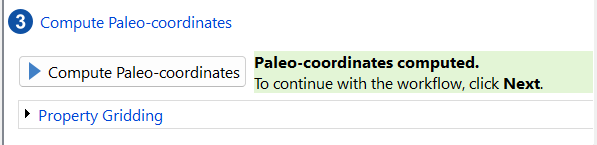 3 Compute Paleo-coordinates
Compute Paleo-coordinates
Paleo-coordinates computed.
To continue with the workflow, click Next.
Property Gridding